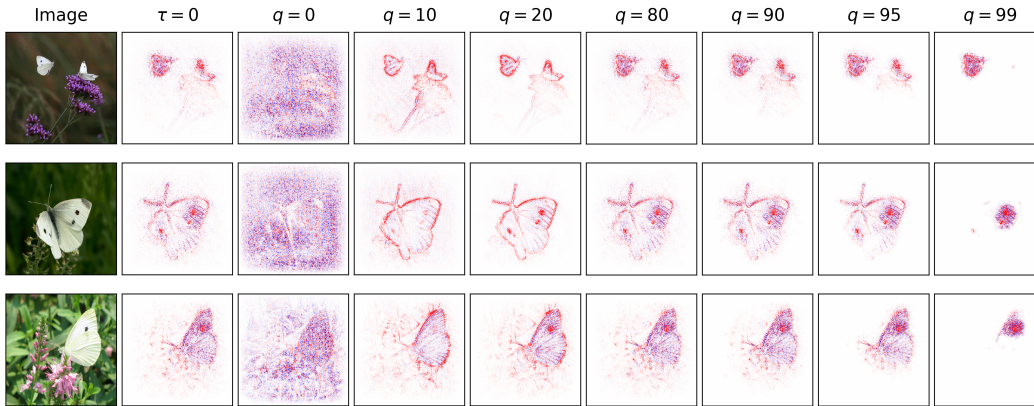 Image τ = 0 q = 0 q = 10 q = 20 q = 80 q = 90 q = 95 q = 99